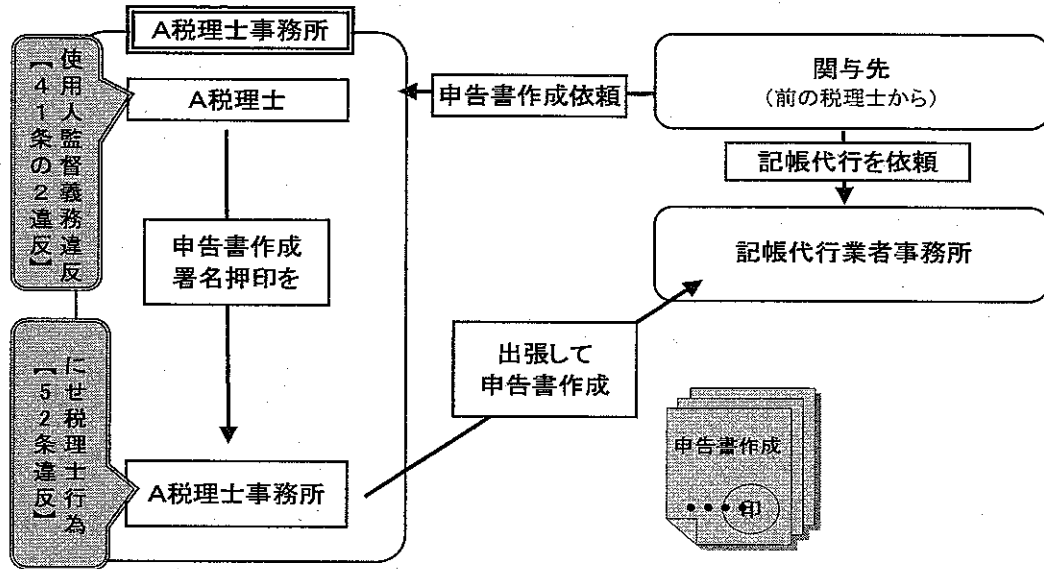 A税理士事務所
使用人監督義務違反
【41条の2違反】
A税理士
申告書作成依頼
関与先
(前の税理士から)
記帳代行を依頼
申告書作成
署名押印を
記帳代行業者事務所
出張して
申告書作成
にせ税理士行為
【52条違反】
A税理士事務所
申告書作成
••••印